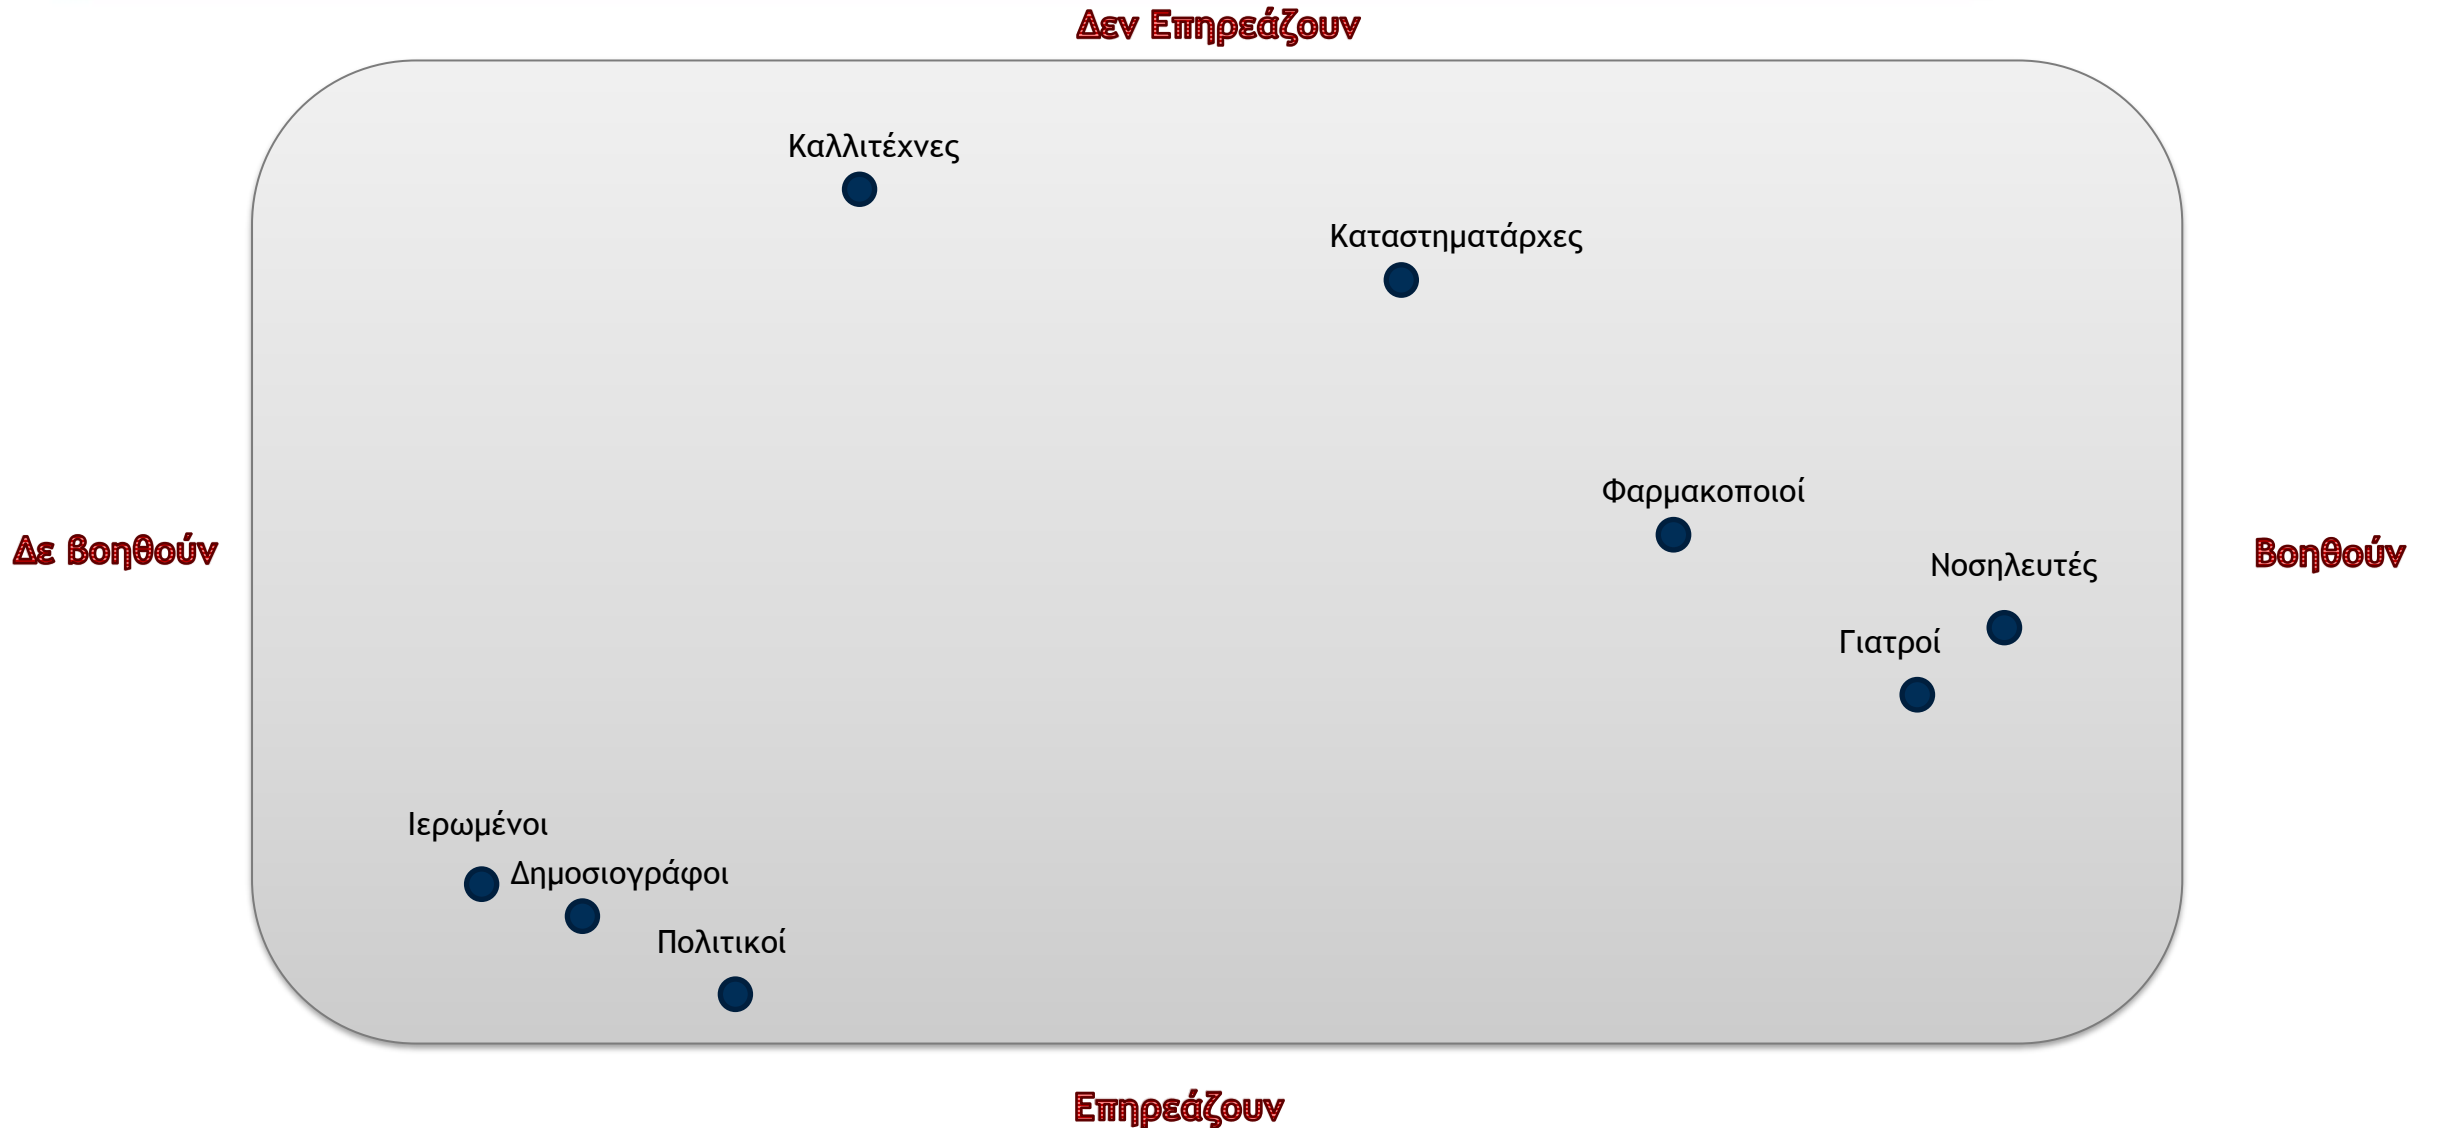 Δεν Επηρεάζουν
Καλλιτέχνες
Καταστηματάρχες
Φαρμακοποιοί
Δε βοηθούν
Βοηθούν
Νοσηλευτές
Γιατροί
Ιερωμένοι
Δημοσιογράφοι
Πολιτικοί
Επηρεάζουν